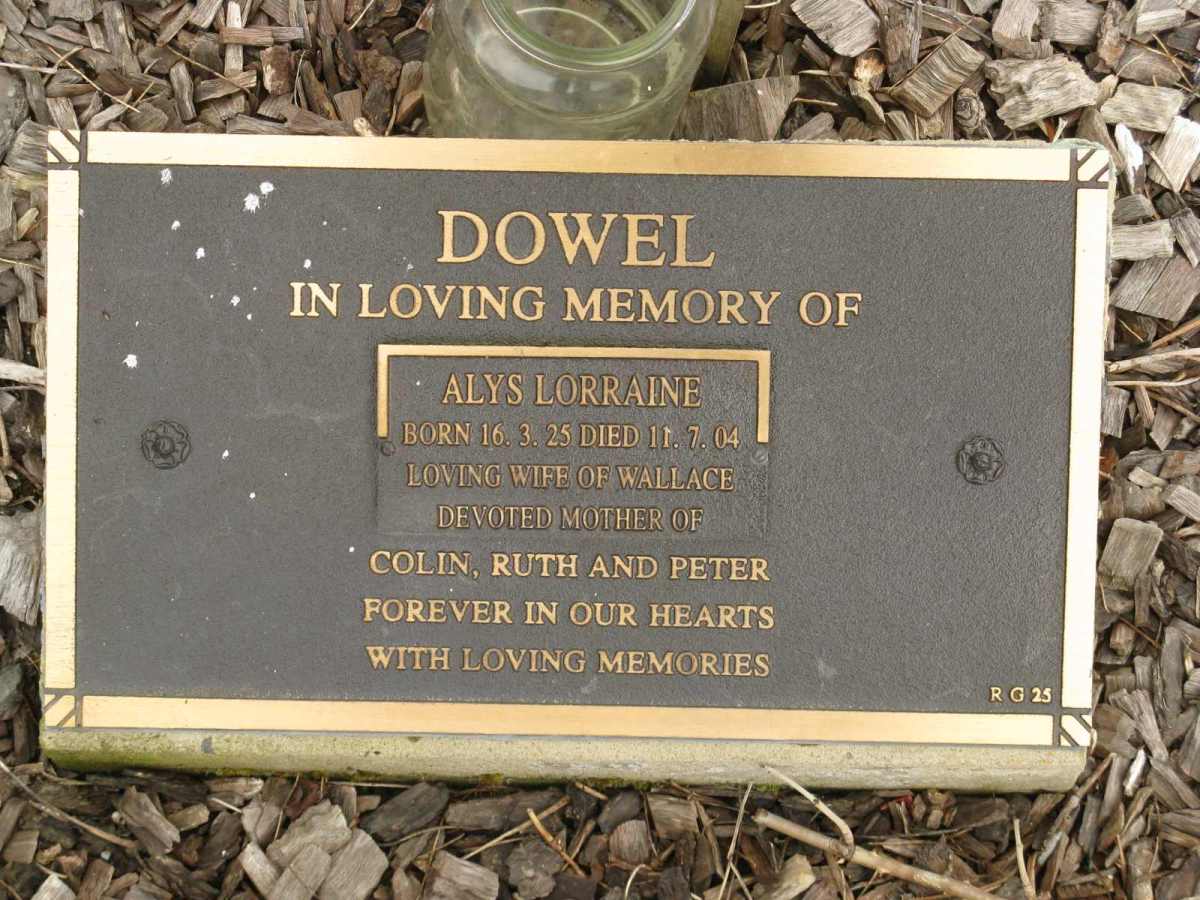 DOWEL
IN LOVING MEMORY OF
ALYS LORRAINE
BORN 16. 3. 25 DIED 11. 7. 04
LOVING WIFE OF WALLACE
DEVOTED MOTHER OF
COLIN, RUTH AND PETER
FOREVER IN OUR HEARTS
WITH LOVING MEMORIES
R G 25